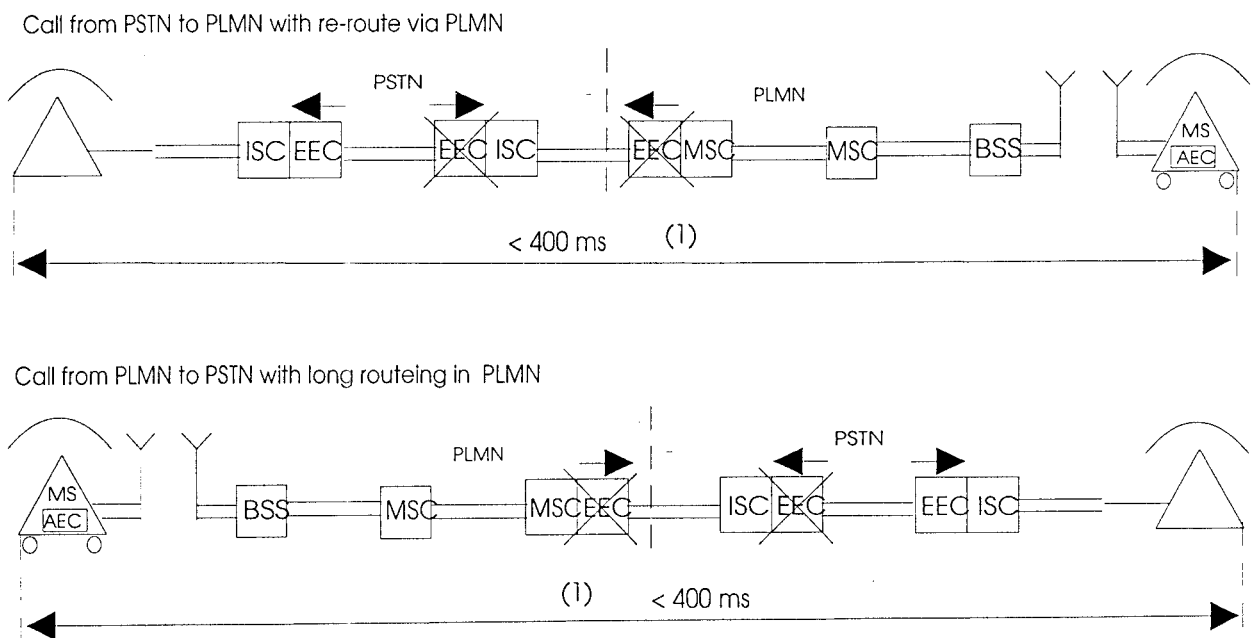 Call from PSTN to PLMN with re-route via PLMN
PSTN
PLMN
ISC EEC EEC ISC EEC MSC MSC BSS MS
AEC
< 400 ms (1)
Call from PLMN to PSTN with long routeing in PLMN
PLMN
PSTN
MS
AEC
BSS MSC MSC EEC ISC EEC EEC ISC
(1) < 400 ms